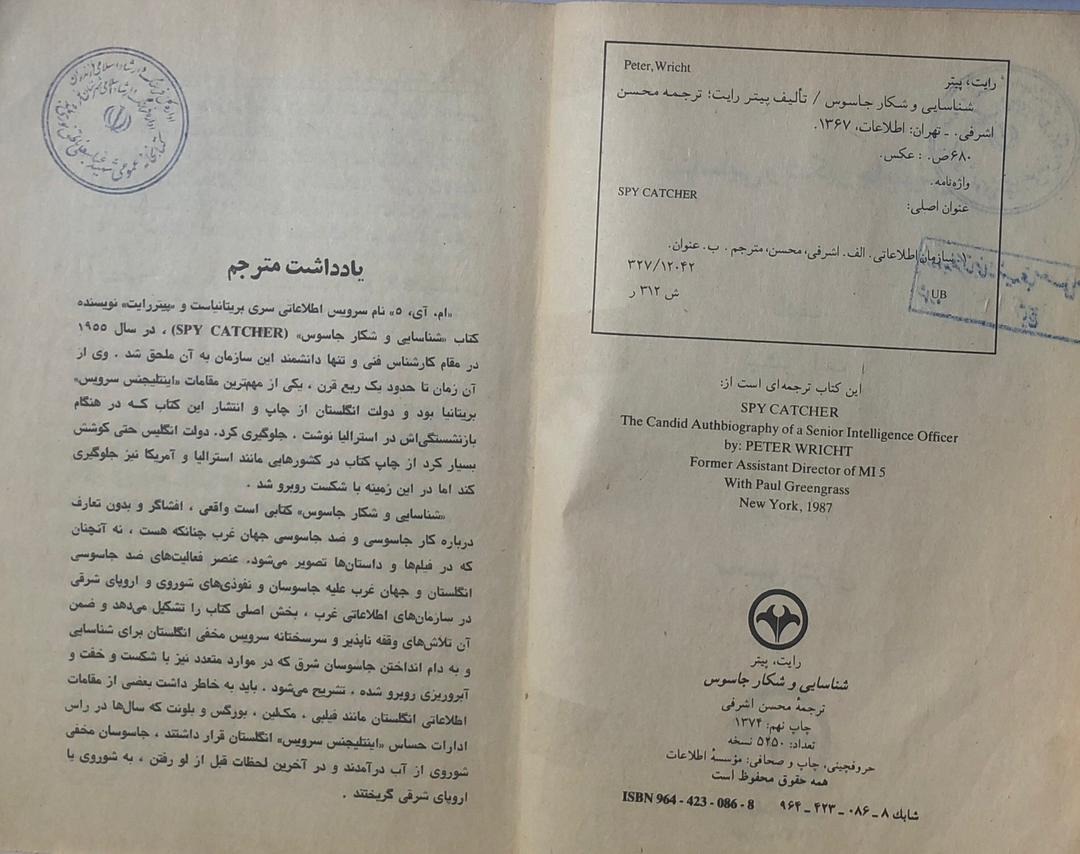 Peter, Wricht
رایت، پیتر
شناسایی و شکار جاسوس / تألیف پیتر رایت؛ ترجمه محسن
اشرفی. ـ تهران: اطلاعات، ۱۳۶۷.
۶۸۰ص. : عکس.
واژه‌نامه.
SPY CATCHER
عنوان اصلی:
۱. سازمان اطلاعاتی. الف. اشرفی، محسن، مترجم. ب. عنوان.
۳۲۷/۱۲۰۴۲
ش ۳۱۲ ر
UB
این کتاب ترجمه‌ای است از:
SPY CATCHER
The Candid Authbiography of a Senior Intelligence Officer
by: PETER WRICHT
Former Assistant Director of MI 5
With Paul Greengrass
New York, 1987
رایت، پیتر
شناسایی و شکار جاسوس
ترجمهٔ محسن اشرفی
چاپ نهم: ۱۳۷۴
تعداد: ۵۲۵۰ نسخه
حروفچینی، چاپ و صحافی: مؤسسهٔ اطلاعات
همه حقوق محفوظ است
شابك ۸ ـ ۰۸۶ ـ ۴۲۳ ـ ۹۶۴ ISBN 964 - 423 - 086 - 8
یادداشت مترجم
«ام. آی، ۵» نام سرویس اطلاعاتی سری بریتانیاست و «پیتررایت» نویسنده
کتاب «شناسایی و شکار جاسوس» (SPY CATCHER) ، در سال ۱۹۵۵
در مقام کارشناس فنی و تنها دانشمند این سازمان به آن ملحق شد . وی از
آن زمان تا حدود یک ربع قرن ، یکی از مهم‌ترین مقامات «اینتلیجنس سرویس»
بریتانیا بود و دولت انگلستان از چاپ و انتشار این کتاب که در هنگام
بازنشستگی‌اش در استرالیا نوشت ، جلوگیری کرد. دولت انگلیس حتی کوشش
بسیار کرد از چاپ کتاب در کشورهایی مانند استرالیا و آمریکا نیز جلوگیری
کند اما در این زمینه با شکست روبرو شد .
«شناسایی و شکار جاسوس» کتابی است واقعی ، افشاگر و بدون تعارف
درباره کار جاسوسی و ضد جاسوسی جهان غرب چنانکه هست ، نه آنچنان
که در فیلم‌ها و داستان‌ها تصویر می‌شود. عنصر فعالیت‌های ضد جاسوسی
انگلستان و جهان غرب علیه جاسوسان و نفوذی‌های شوروی و اروپای شرقی
در سازمان‌های اطلاعاتی غرب ، بخش اصلی کتاب را تشکیل می‌دهد و ضمن
آن تلاش‌های وقفه ناپذیر و سرسختانه سرویس مخفی انگلستان برای شناسایی
و به دام انداختن جاسوسان شرق که در موارد متعدد نیز با شکست و خفت و
آبروریزی روبرو شده ، تشریح می‌شود . باید به خاطر داشت بعضی از مقامات
اطلاعاتی انگلستان مانند فیلبی ، مکلین ، بورگس و بلونت که سال‌ها در راس
ادارات حساس «اینتلیجنس سرویس» انگلستان قرار داشتند ، جاسوسان مخفی
شوروی از آب درآمدند و در آخرین لحظات قبل از لو رفتن ، به شوروی یا
اروپای شرقی گریختند .